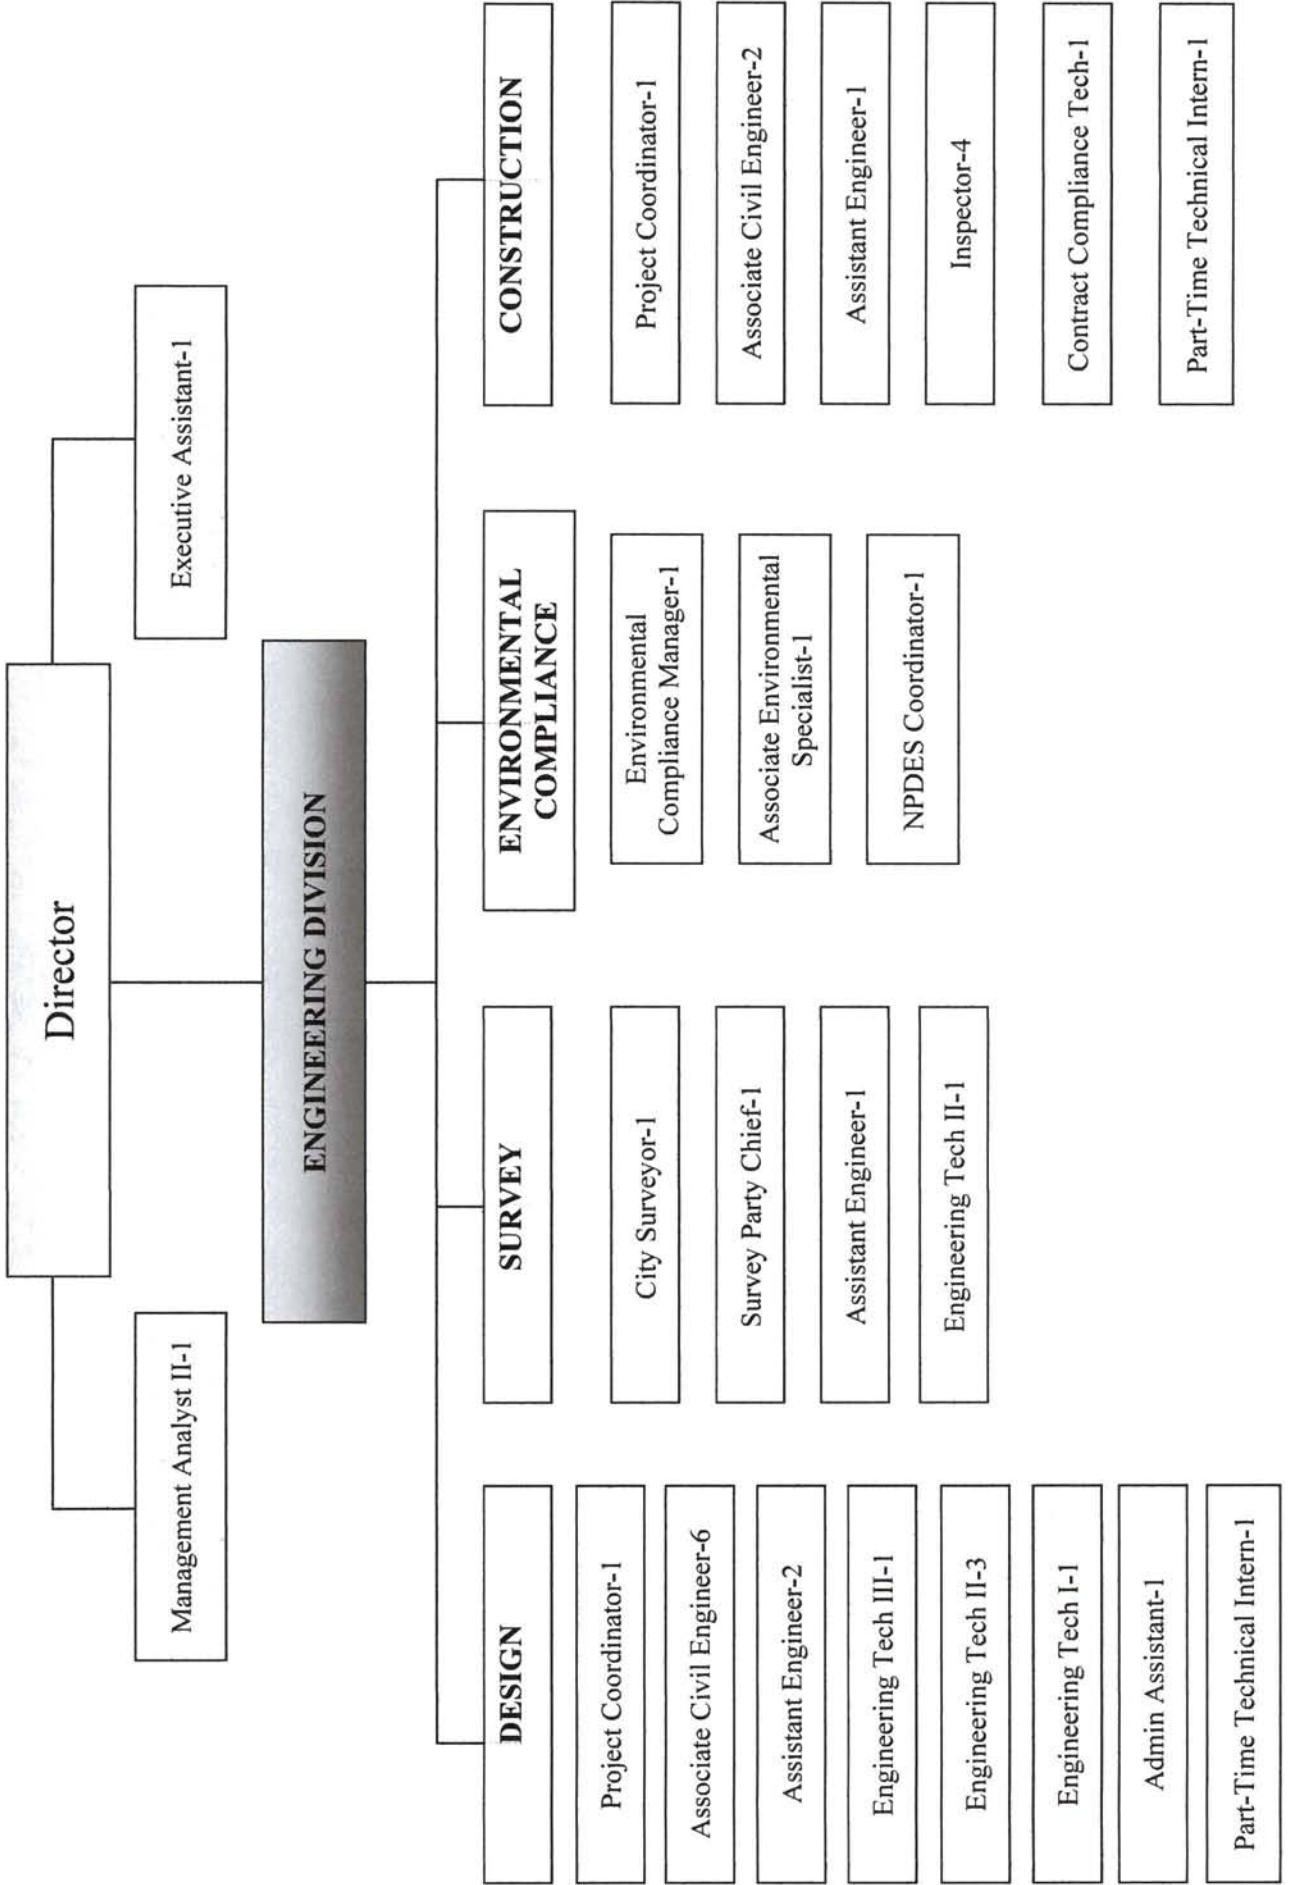 Director
Management Analyst II-1
Executive Assistant-1
ENGINEERING DIVISION
DESIGN
Project Coordinator-1
Associate Civil Engineer-6
Assistant Engineer-2
Engineering Tech III-1
Engineering Tech II-3
Engineering Tech I-1
Admin Assistant-1
Part-Time Technical Intern-1
SURVEY
City Surveyor-1
Survey Party Chief-1
Assistant Engineer-1
Engineering Tech II-1
ENVIRONMENTAL
COMPLIANCE
Environmental
Compliance Manager-1
Associate Environmental
Specialist-1
NPDES Coordinator-1
CONSTRUCTION
Project Coordinator-1
Associate Civil Engineer-2
Assistant Engineer-1
Inspector-4
Contract Compliance Tech-1
Part-Time Technical Intern-1